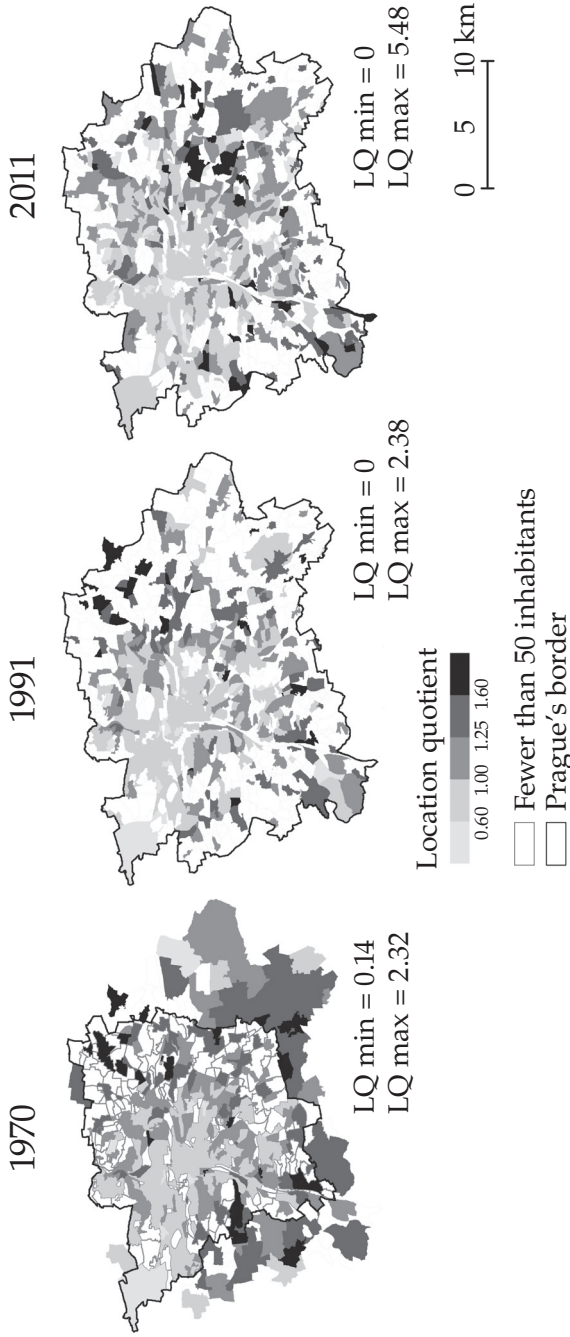 1970
LQ min = 0.14
LQ max = 2.32
1991
LQ min = 0
LQ max = 2.38
2011
LQ min = 0
LQ max = 5.48
Location quotient
0.60 1.00 1.25 1.60
Fewer than 50 inhabitants
Prague's border
0 5 10 km